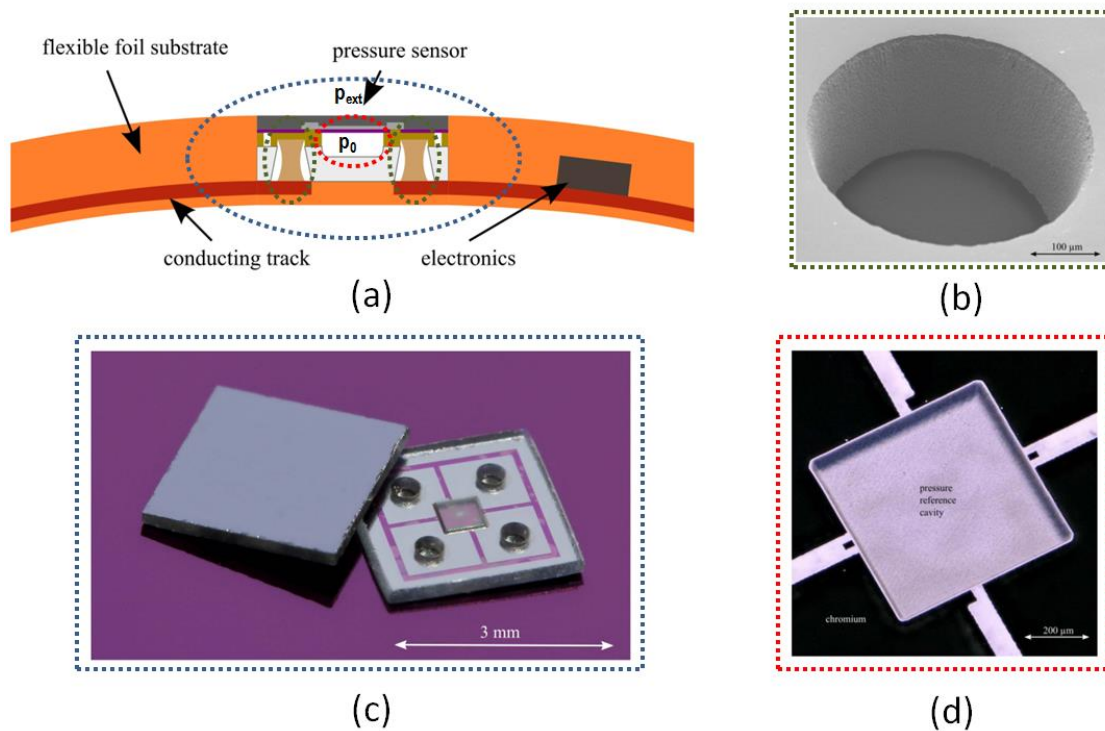 flexible foil substrate
pressure sensor
pext
p0
conducting track
electronics
(a)
100 µm
(b)
3 mm
(c)
pressure
reference
cavity
chromium
200 µm
(d)